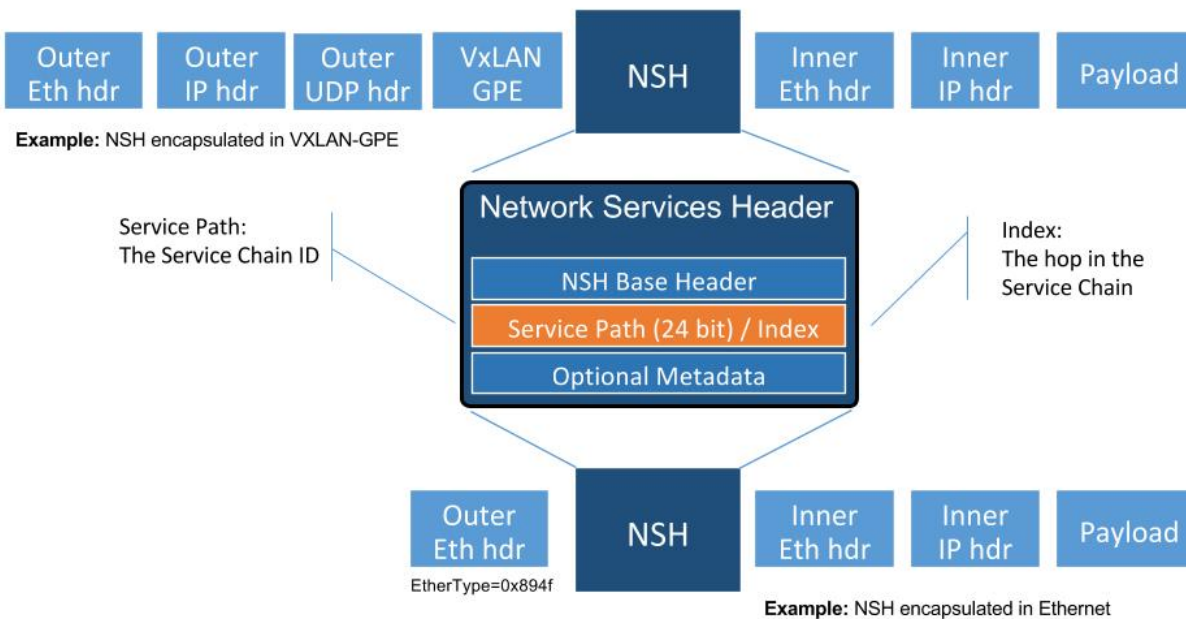 Outer
Eth hdr
Outer
IP hdr
Outer
UDP hdr
VxLAN
GPE
NSH
Inner
Eth hdr
Inner
IP hdr
Payload
Example: NSH encapsulated in VXLAN-GPE
Network Services Header
NSH Base Header
Service Path (24 bit) / Index
Optional Metadata
Service Path:
The Service Chain ID
Index:
The hop in the
Service Chain
Outer
Eth hdr
NSH
Inner
Eth hdr
Inner
IP hdr
Payload
EtherType=0x894f
Example: NSH encapsulated in Ethernet